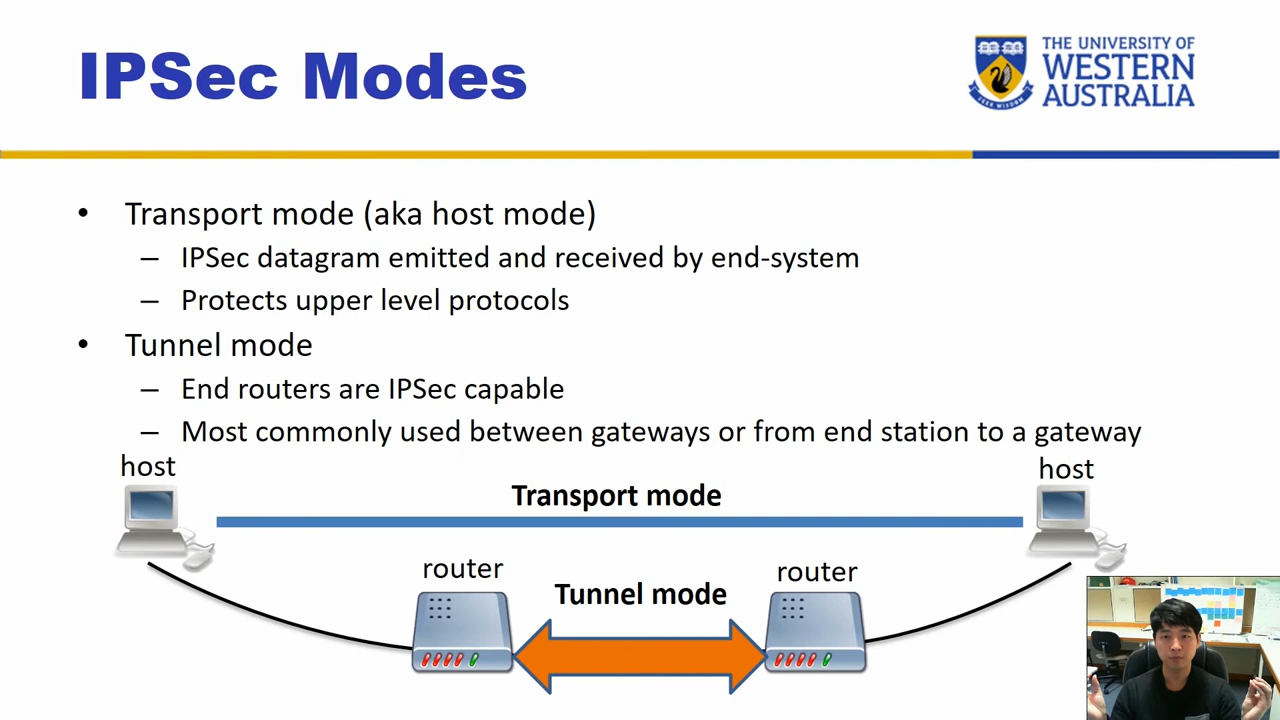 IPSec Modes
THE UNIVERSITY OF
WESTERN
AUSTRALIA
SEEK WISDOM
• Transport mode (aka host mode)
– IPSec datagram emitted and received by end-system
– Protects upper level protocols
• Tunnel mode
– End routers are IPSec capable
– Most commonly used between gateways or from end station to a gateway
host
host
Transport mode
router
router
Tunnel mode